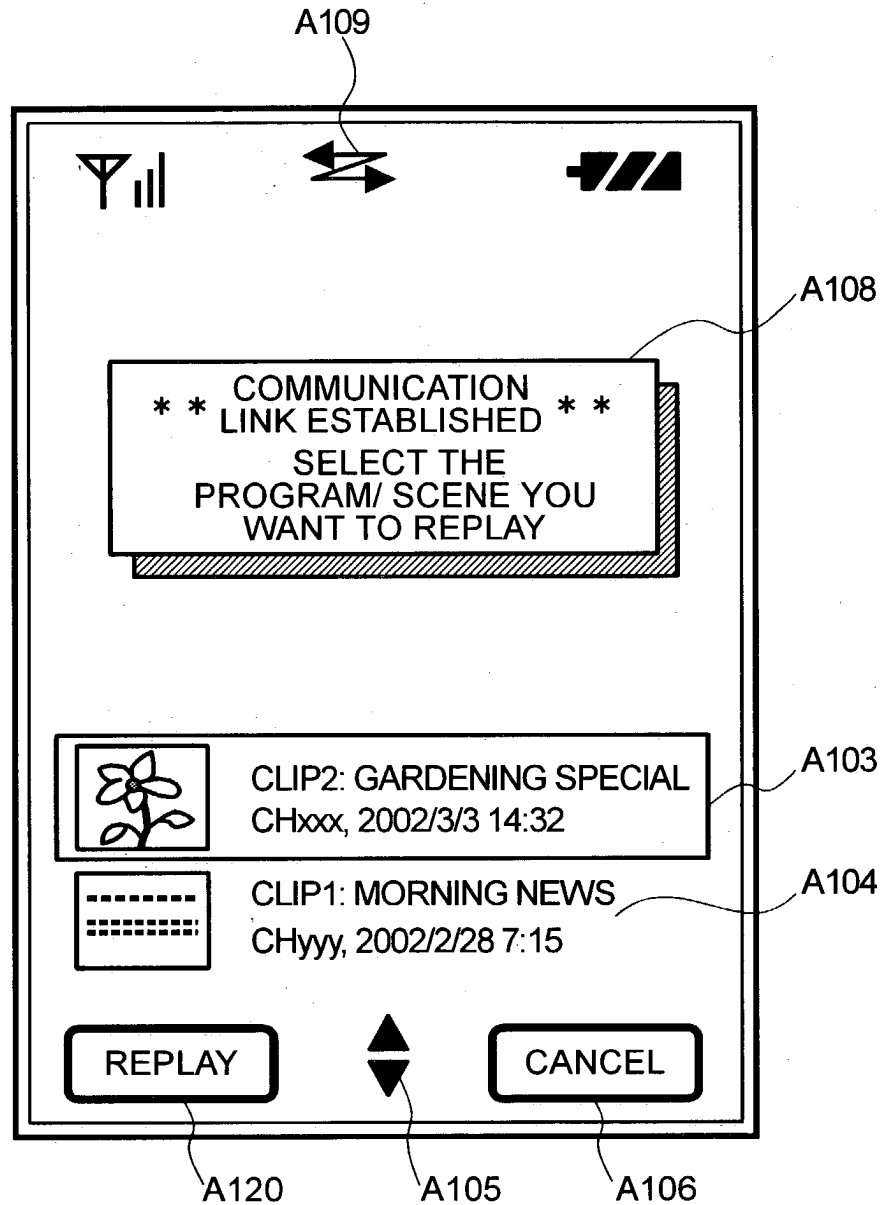 A109
A108
* * COMMUNICATION
LINK ESTABLISHED * *
SELECT THE
PROGRAM/ SCENE YOU
WANT TO REPLAY
A103
CLIP2: GARDENING SPECIAL
CHxxx, 2002/3/3 14:32
A104
CLIP1: MORNING NEWS
CHyyy, 2002/2/28 7:15
REPLAY
CANCEL
A120
A105
A106